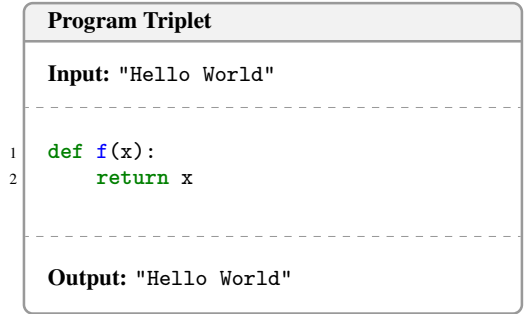 Program Triplet
Input: "Hello World"
1 def f(x):
2     return x
Output: "Hello World"